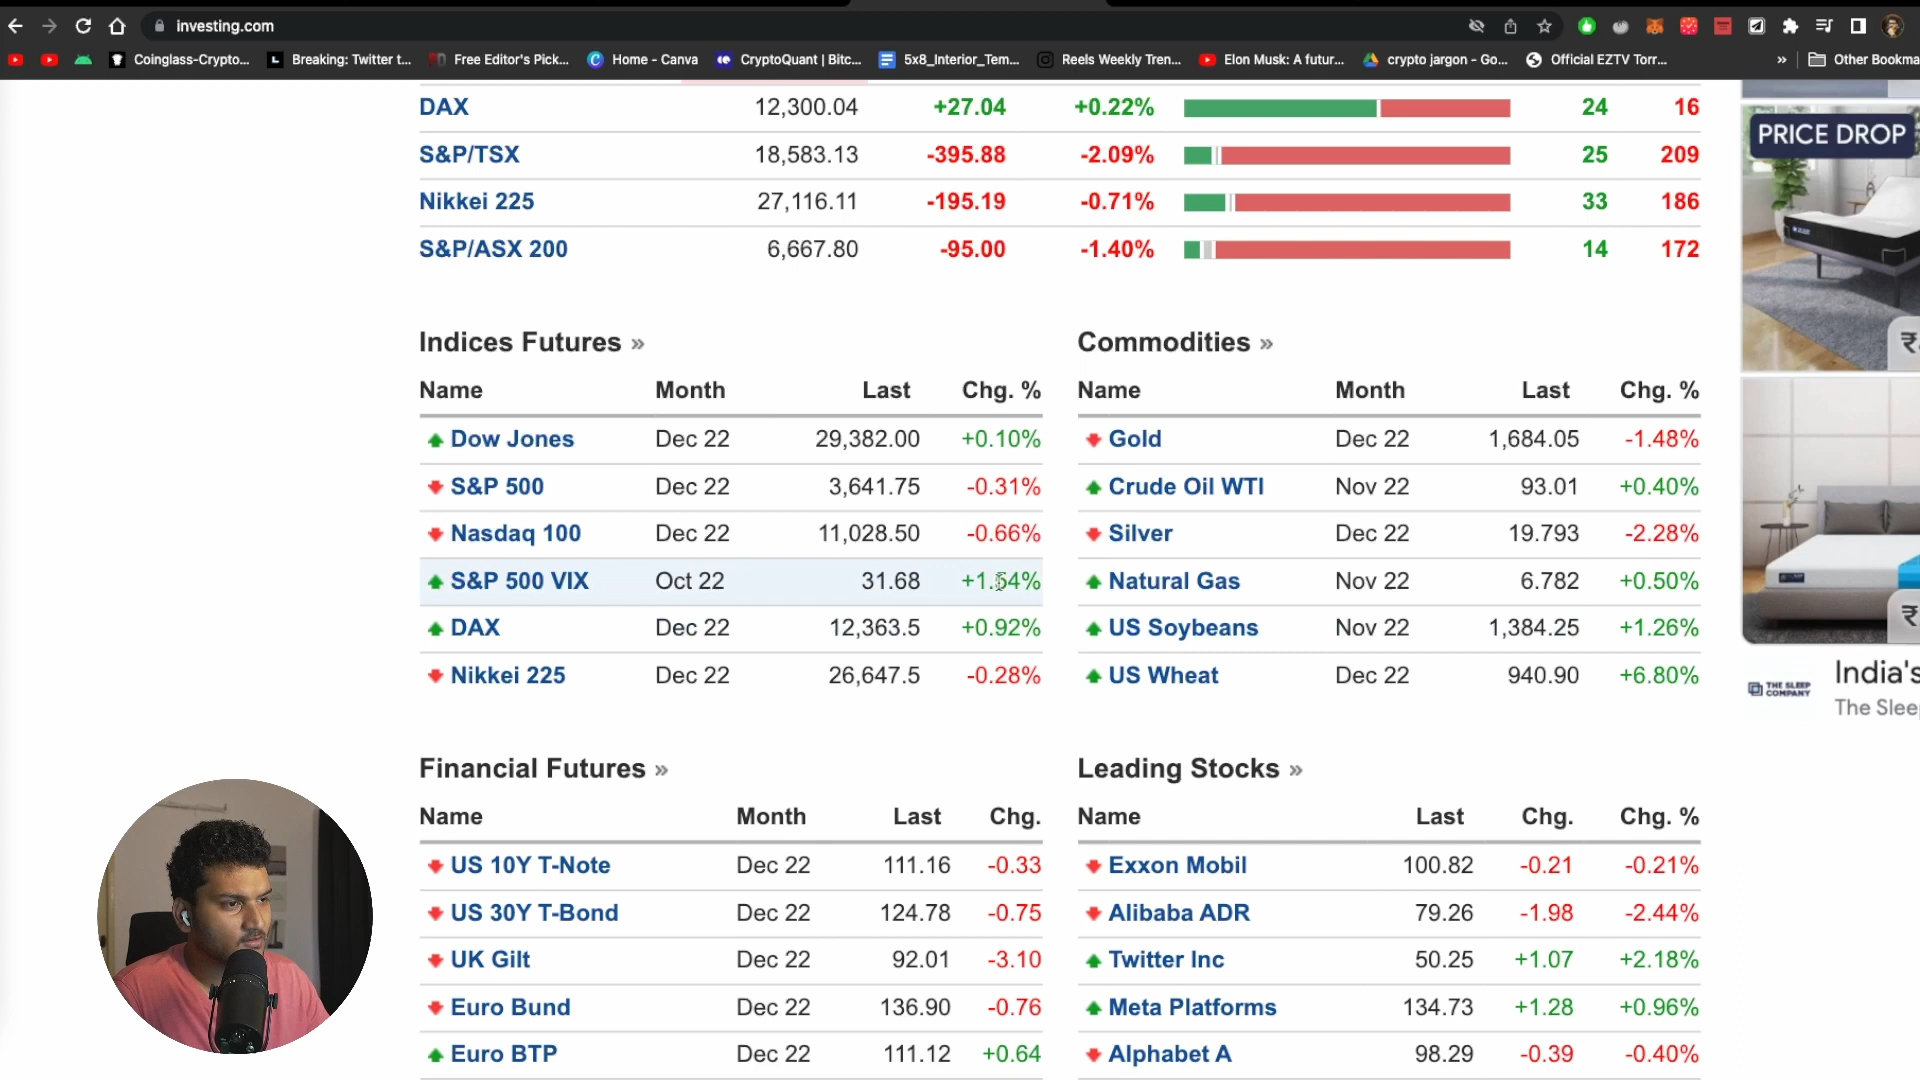 investing.com
Coinglass-Crypto... Breaking: Twitter t... Free Editor's Pick... Home - Canva CryptoQuant | Bitc... 5x8_Interior_Tem... Reels Weekly Tren... Elon Musk: A futur... crypto jargon - Go... Official EZTV Torr... » Other Bookma
DAX 12,300.04 +27.04 +0.22% 24 16
S&P/TSX 18,583.13 -395.88 -2.09% 25 209
Nikkei 225 27,116.11 -195.19 -0.71% 33 186
S&P/ASX 200 6,667.80 -95.00 -1.40% 14 172
PRICE DROP
₹
Indices Futures »
Name Month Last Chg. %
Dow Jones Dec 22 29,382.00 +0.10%
S&P 500 Dec 22 3,641.75 -0.31%
Nasdaq 100 Dec 22 11,028.50 -0.66%
S&P 500 VIX Oct 22 31.68
DAX Dec 22 12,363.5 +0.92%
Nikkei 225 Dec 22 26,647.5 -0.28%
Commodities »
Name Month Last Chg. %
Gold Dec 22 1,684.05 -1.48%
Crude Oil WTI Nov 22 93.01 +0.40%
Silver Dec 22 19.793 -2.28%
Natural Gas Nov 22 6.782 +0.50%
US Soybeans Nov 22 1,384.25 +1.26%
US Wheat Dec 22 940.90 +6.80%
₹
THE SLEEP
COMPANY
India's
The Slee
Financial Futures »
Name Month Last Chg.
US 10Y T-Note Dec 22 111.16 -0.33
US 30Y T-Bond Dec 22 124.78 -0.75
UK Gilt Dec 22 92.01 -3.10
Euro Bund Dec 22 136.90 -0.76
Euro BTP Dec 22 111.12 +0.64
Leading Stocks »
Name Last Chg. Chg. %
Exxon Mobil 100.82 -0.21 -0.21%
Alibaba ADR 79.26 -1.98 -2.44%
Twitter Inc 50.25 +1.07 +2.18%
Meta Platforms 134.73 +1.28 +0.96%
Alphabet A 98.29 -0.39 -0.40%